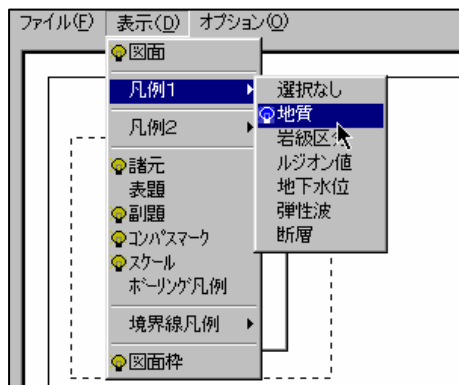 ファイル(F) 表示(D) オプション(O)
図面
凡例1
凡例2
諸元
表題
副題
コンパスマーク
スケール
ボーリング凡例
境界線凡例
図面枠
選択なし
地質
岩級区分
ルジオン値
地下水位
弾性波
断層